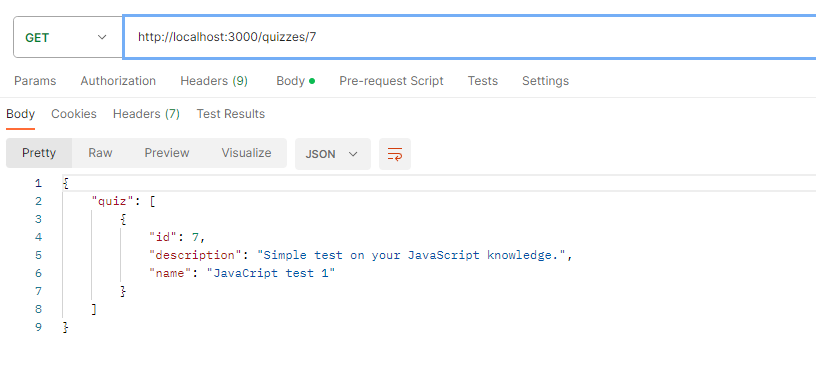 GET http://localhost:3000/quizzes/7
Params Authorization Headers (9) Body Pre-request Script Tests Settings
Body Cookies Headers (7) Test Results
Pretty Raw Preview Visualize JSON
1 {
2 "quiz": [
3 {
4 "id": 7,
5 "description": "Simple test on your JavaScript knowledge.",
6 "name": "JavaCript test 1"
7 }
8 ]
9 }